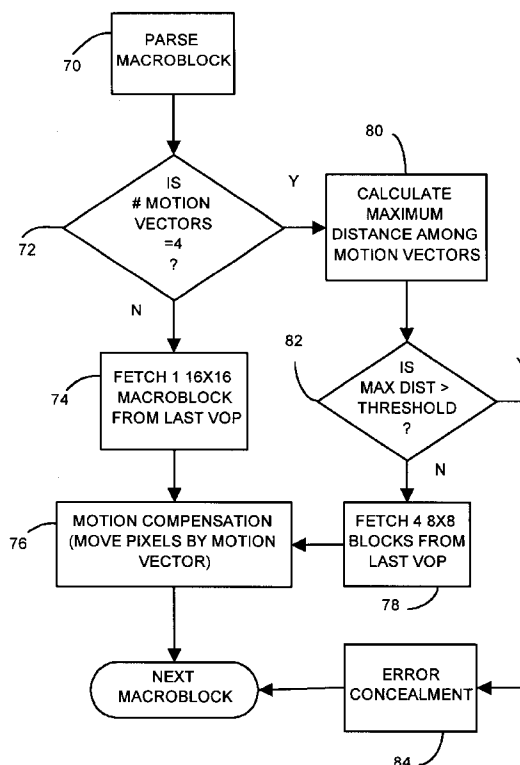 70
PARSE
MACROBLOCK
IS
# MOTION
VECTORS
=4
?
72
Y
N
80
CALCULATE
MAXIMUM
DISTANCE AMONG
MOTION VECTORS
82
IS
MAX DIST >
THRESHOLD
?
Y
N
74
FETCH 1 16X16
MACROBLOCK
FROM LAST VOP
76
MOTION COMPENSATION
(MOVE PIXELS BY MOTION
VECTOR)
FETCH 4 8X8
BLOCKS FROM
LAST VOP
78
NEXT
MACROBLOCK
ERROR
CONCEALMENT
84